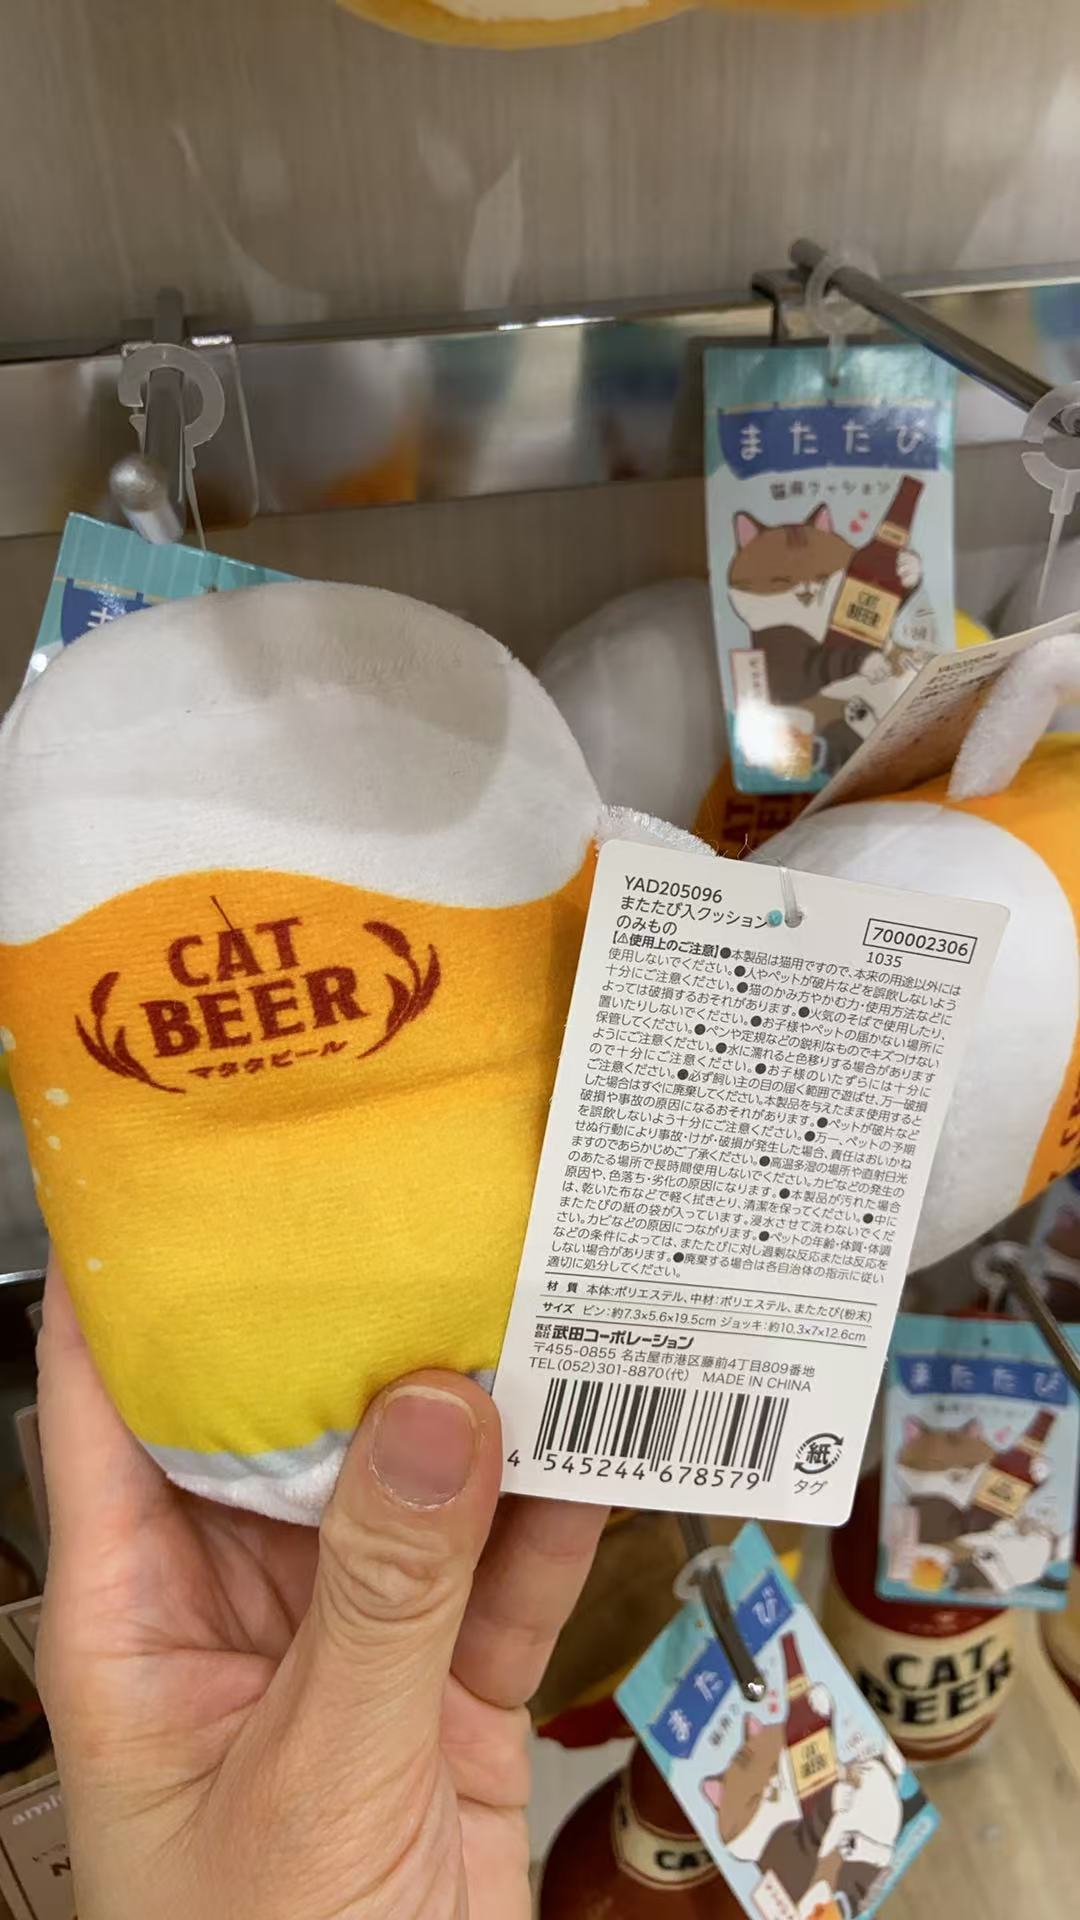 またたび
猫用クッション
CAT
BEER
CAT
BEER
マタタビール
YAD205096
またたび入クッション
のみもの
700002306
1035
【⚠使用上のご注意】●本製品は猫用ですので、本来の用途以外には
使用しないでください。●人やペットが破片などを誤飲しないよう
十分にご注意ください。●猫のかみ方やかむ力・使用方法などに
よっては破損するおそれがあります。●火気のそばで使用したり、
置いたりしないでください。●お子様やペットの届かない場所に
保管してください。●ペンや定規などの鋭利なものでキズつけない
ようにご注意ください。●水に濡れると色移りする場合があります
ので十分にご注意ください。●お子様のいたずらには十分に
ご注意ください。●必ず飼い主の目の届く範囲で遊ばせ、万一破損
した場合はすぐに廃棄してください。本製品を与えたまま使用すると
破損や事故の原因になるおそれがあります。●ペットが破片など
を誤飲しないよう十分にご注意ください。●万一、ペットの予期
せぬ行動により事故・けが・破損が発生した場合、責任はおいかね
ますのであらかじめご了承ください。●高温多湿の場所や直射日光
のあたる場所で長時間使用しないでください。カビなどの発生の
原因や、色落ち・劣化の原因になります。●本製品が汚れた場合
は、乾いた布などで軽く拭きとり、清潔を保ってください。●中に
またたびの紙の袋が入っています。浸水させて洗わないでくだ
さい。カビなどの原因につながります。●ペットの年齢・体質・体調
などの条件によっては、またたびに対し過剰な反応または反応を
しない場合があります。●廃棄する場合は各自治体の指示に従い
適切に処分してください。
材 質 本体:ポリエステル、中材:ポリエステル、またたび(粉末)
サイズ ビン:約7.3×5.6×19.5cm ジョッキ:約10.3×7×12.6cm
株式会社 武田コーポレーション
〒455-0855 名古屋市港区藤前4丁目809番地
TEL(052)301-8870(代) MADE IN CHINA
4 545244 678579
紙
タグ
またたび
CAT
BEER
またたび
CAT